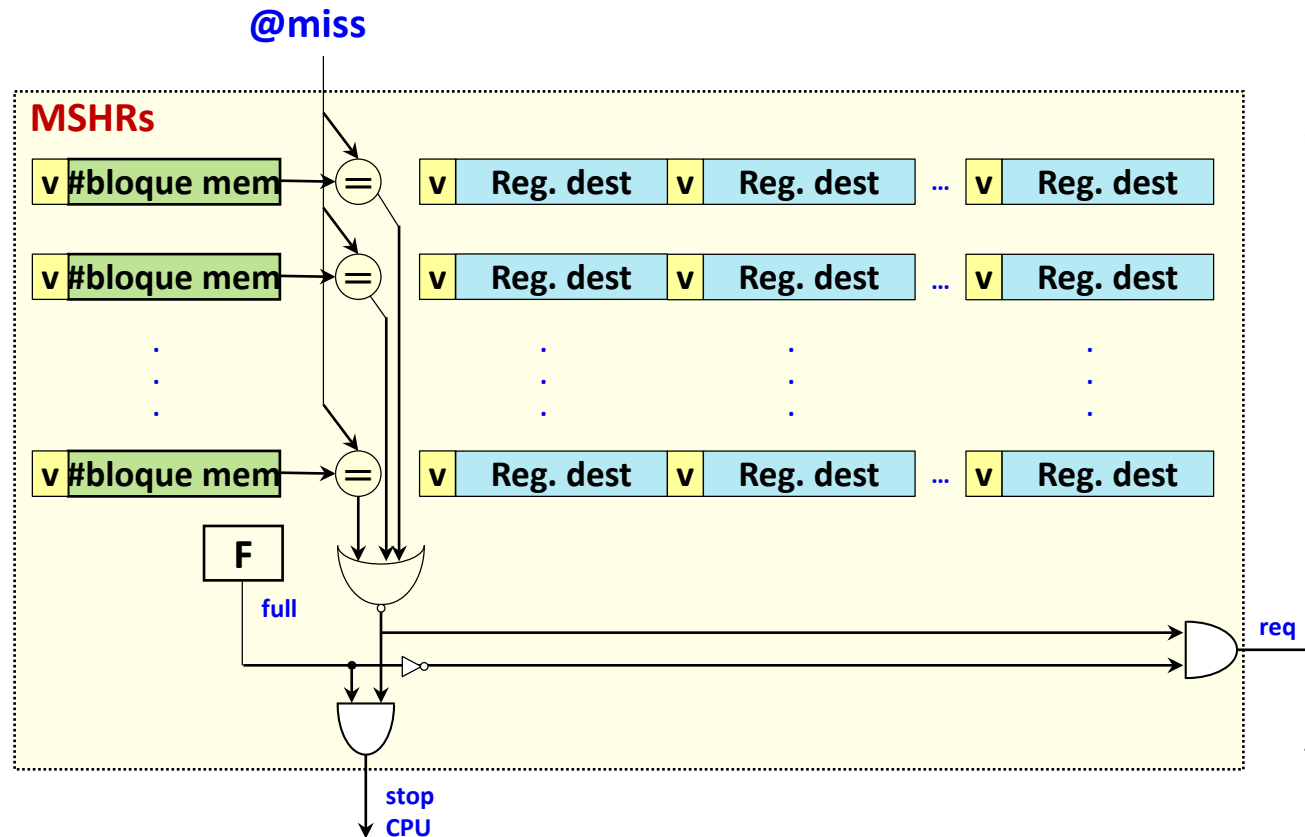 @miss
MSHRs
v #bloque mem = v Reg. dest v Reg. dest ... v Reg. dest
v #bloque mem = v Reg. dest v Reg. dest ... v Reg. dest
. . . .
. . . .
. . . .
v #bloque mem = v Reg. dest v Reg. dest ... v Reg. dest
F
full
req
stop
CPU